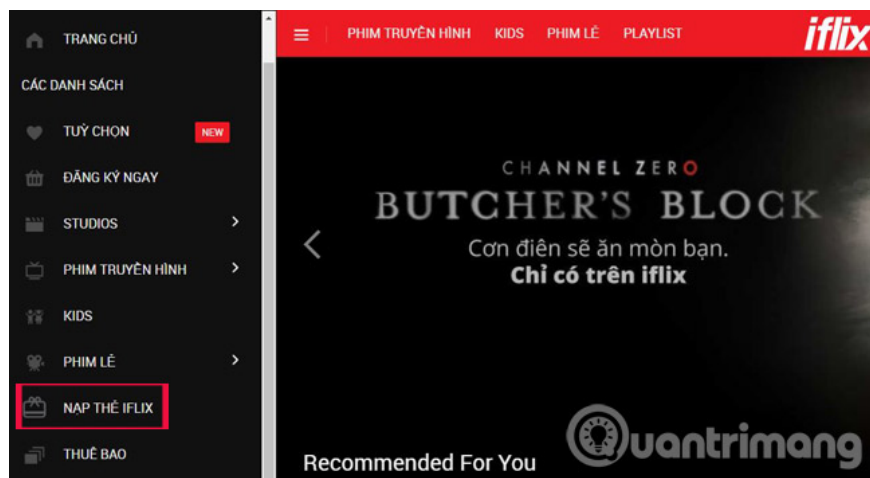 TRANG CHỦ
CÁC DANH SÁCH
TUỲ CHỌN NEW
ĐĂNG KÝ NGAY
STUDIOS
PHIM TRUYỀN HÌNH
KIDS
PHIM LẺ
NẠP THẺ IFLIX
THUÊ BAO
PHIM TRUYỀN HÌNH KIDS PHIM LẺ PLAYLIST iflix
CHANNEL ZERO
BUTCHER'S BLOCK
Cơn điên sẽ ăn mòn bạn.
Chỉ có trên iflix
Recommended For You
Quantrimang